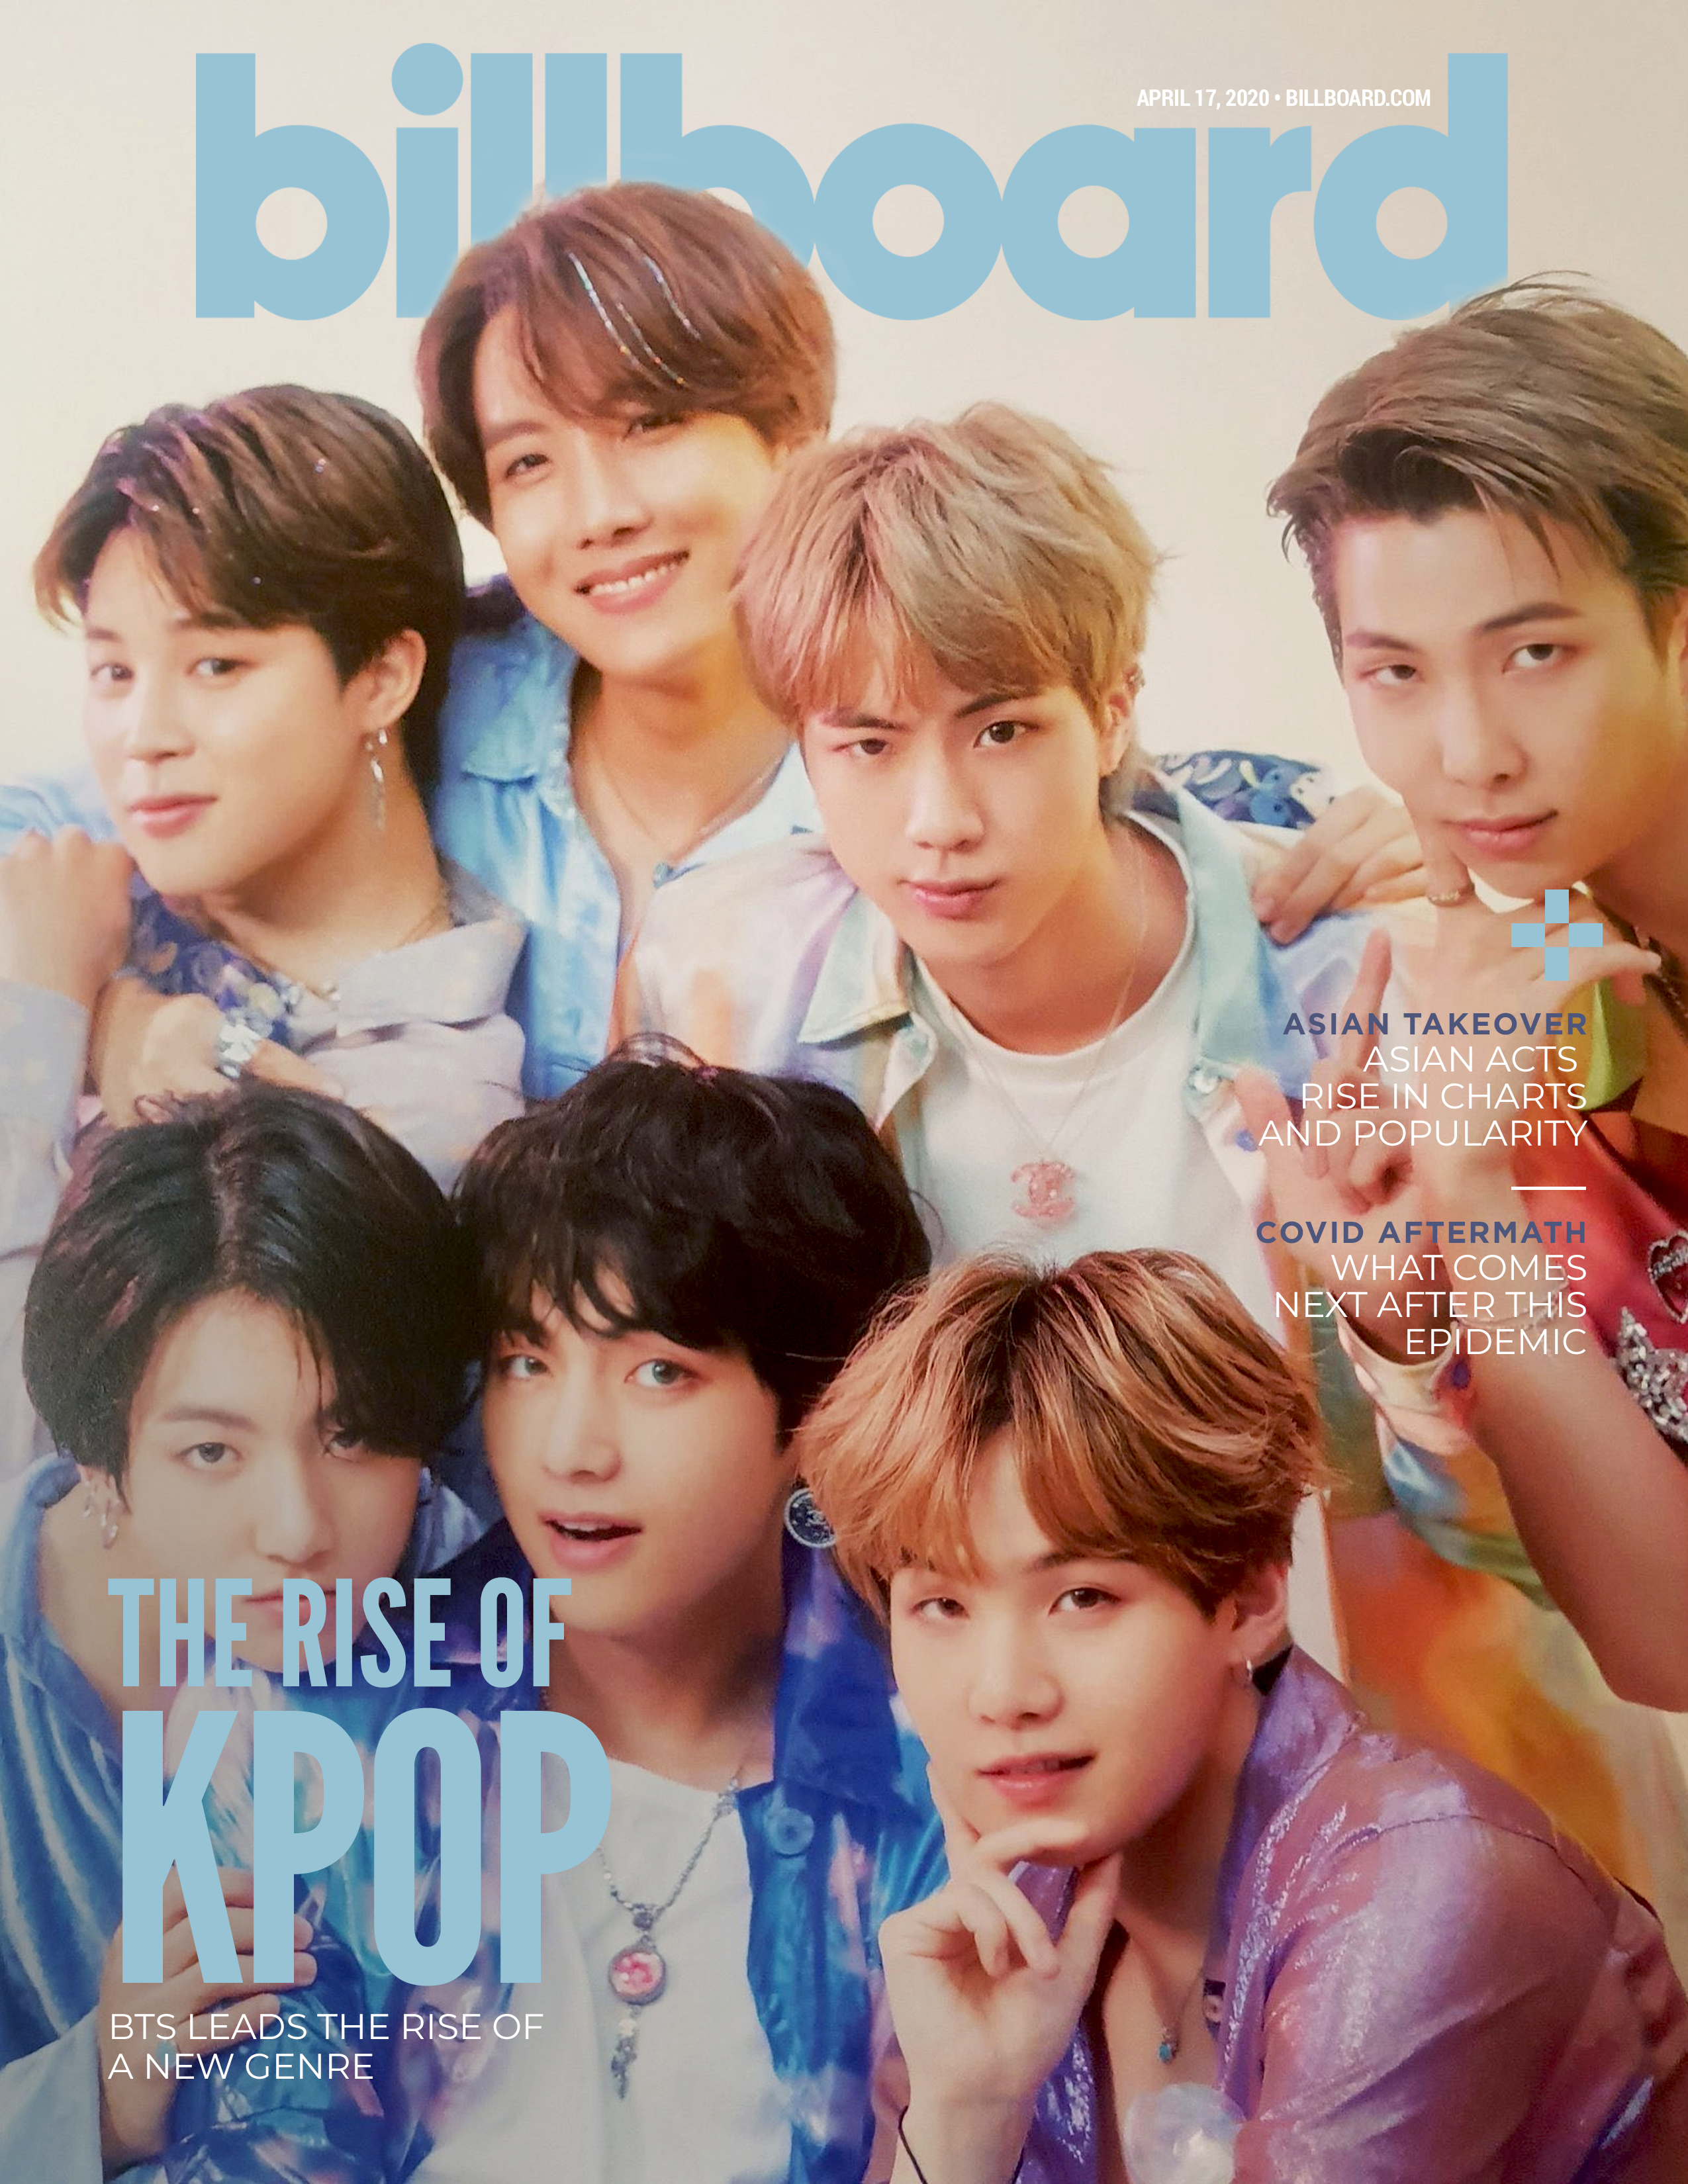 billboard
APRIL 17, 2020 • BILLBOARD.COM
ASIAN TAKEOVER
ASIAN ACTS
RISE IN CHARTS
AND POPULARITY
COVID AFTERMATH
WHAT COMES
NEXT AFTER THIS
EPIDEMIC
THE RISE OF
KPOP
BTS LEADS THE RISE OF
A NEW GENRE